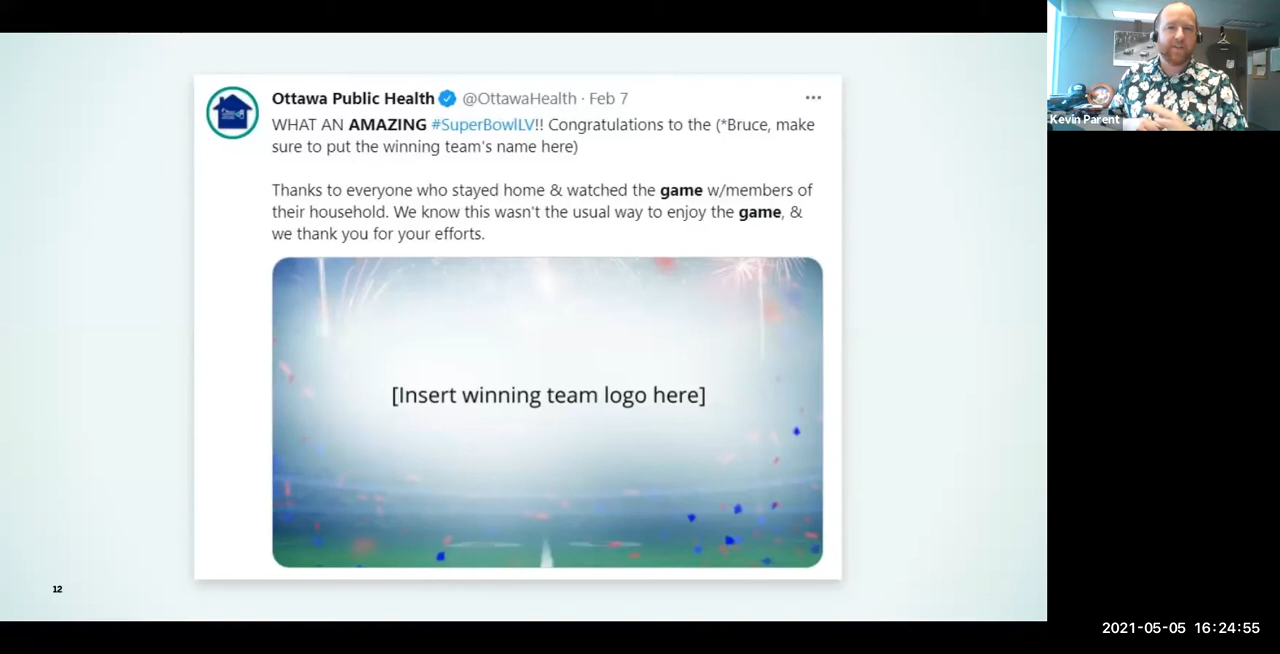 Ottawa Public Health @OttawaHealth · Feb 7 ···
WHAT AN AMAZING #SuperBowlLV!! Congratulations to the (*Bruce, make
sure to put the winning team's name here)
Thanks to everyone who stayed home & watched the game w/members of
their household. We know this wasn't the usual way to enjoy the game, &
we thank you for your efforts.
[Insert winning team logo here]
12
Kevin Parent
2021-05-05 16:24:55